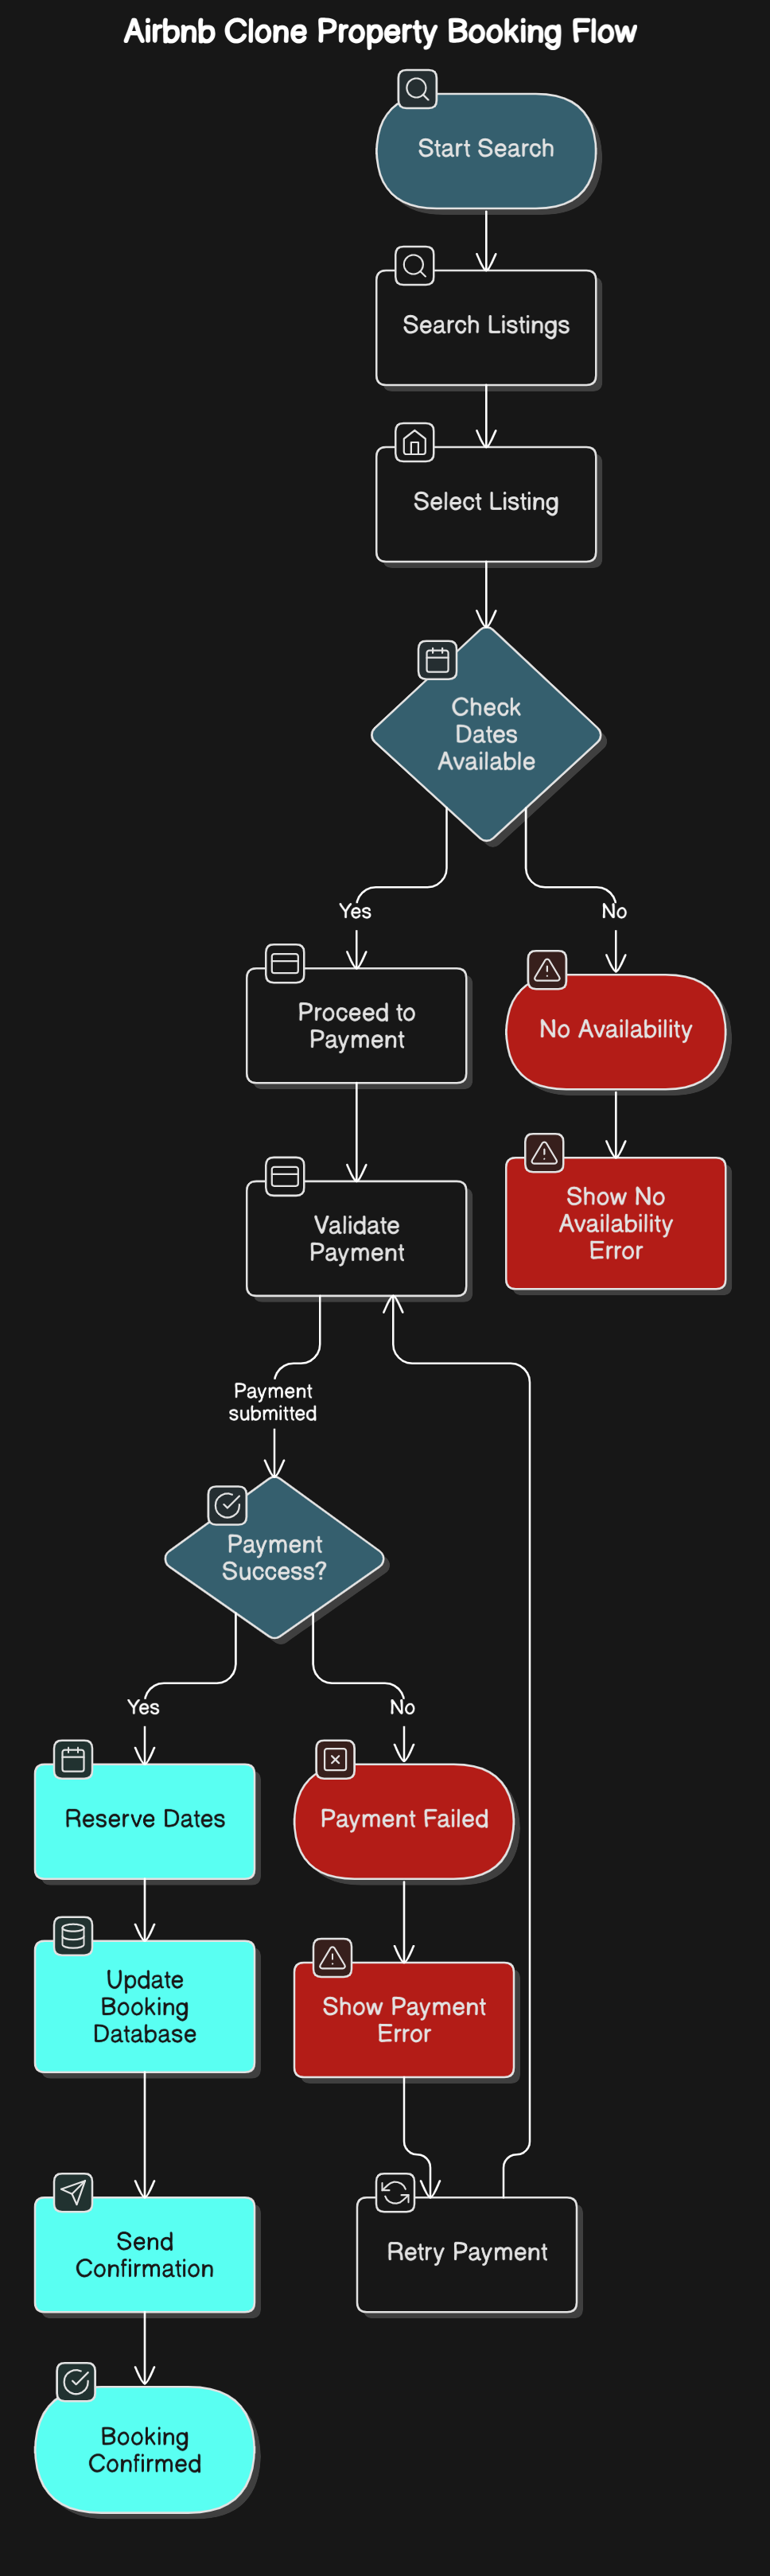 Airbnb Clone Property Booking Flow
Start Search
Search Listings
Select Listing
Check
Dates
Available
Yes
No
Proceed to
Payment
No Availability
Validate
Payment
Show No
Availability
Error
Payment
submitted
Payment
Success?
Yes
No
Reserve Dates
Payment Failed
Update
Booking
Database
Show Payment
Error
Send
Confirmation
Retry Payment
Booking
Confirmed